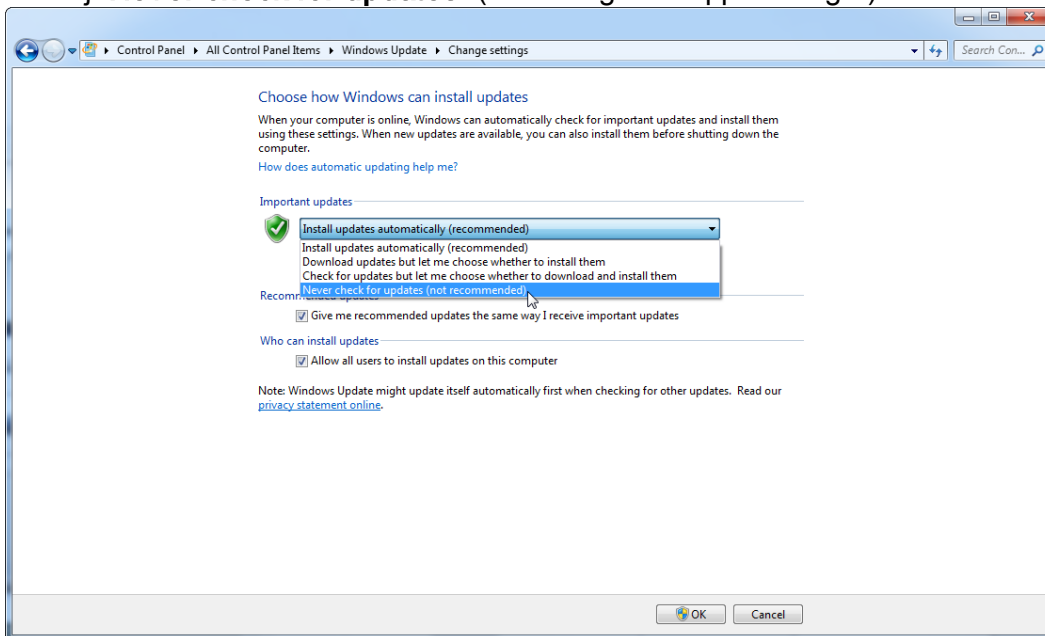 Control Panel ▸ All Control Panel Items ▸ Windows Update ▸ Change settings
Search Con...
Choose how Windows can install updates
When your computer is online, Windows can automatically check for important updates and install them
using these settings. When new updates are available, you can also install them before shutting down the
computer.
How does automatic updating help me?
Important updates
Install updates automatically (recommended)
Install updates automatically (recommended)
Download updates but let me choose whether to install them
Check for updates but let me choose whether to download and install them
Never check for updates (not recommended)
Recommended updates
Give me recommended updates the same way I receive important updates
Who can install updates
Allow all users to install updates on this computer
Note: Windows Update might update itself automatically first when checking for other updates. Read our
privacy statement online.
OK
Cancel